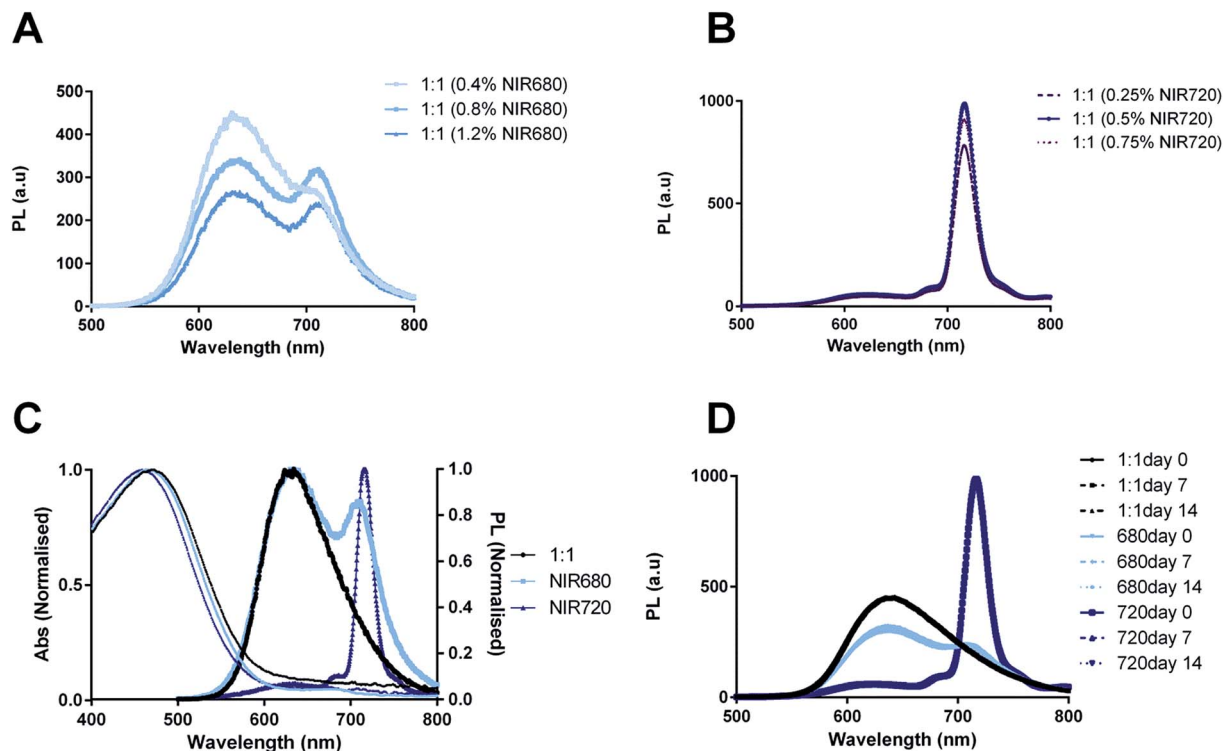 A
500
400
300
200
100
0
PL (a.u)
500 600 700 800
Wavelength (nm)
1:1 (0.4% NIR680)
1:1 (0.8% NIR680)
1:1 (1.2% NIR680)
B
1000
500
0
PL (a.u)
500 600 700 800
Wavelength (nm)
1:1 (0.25% NIR720)
1:1 (0.5% NIR720)
1:1 (0.75% NIR720)
C
1.0
0.5
0.0
Abs (Normalised)
400 500 600 700 800
Wavelength (nm)
1.0
0.8
0.6
0.4
0.2
0.0
PL (Normalised)
1:1
NIR680
NIR720
D
1000
500
0
PL (a.u)
500 600 700 800
Wavelength (nm)
1:1day 0
1:1day 7
1:1day 14
680day 0
680day 7
680day 14
720day 0
720day 7
720day 14